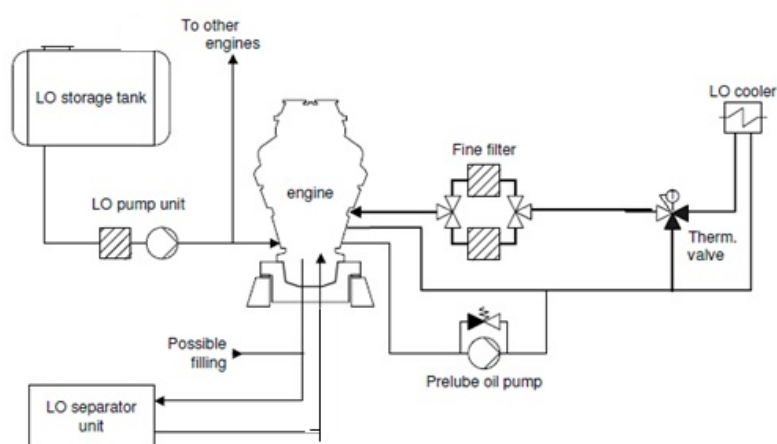 To other
engines
LO storage tank
LO cooler
Fine filter
engine
LO pump unit
Therm.
valve
Possible
filling
Prelube oil pump
LO separator
unit